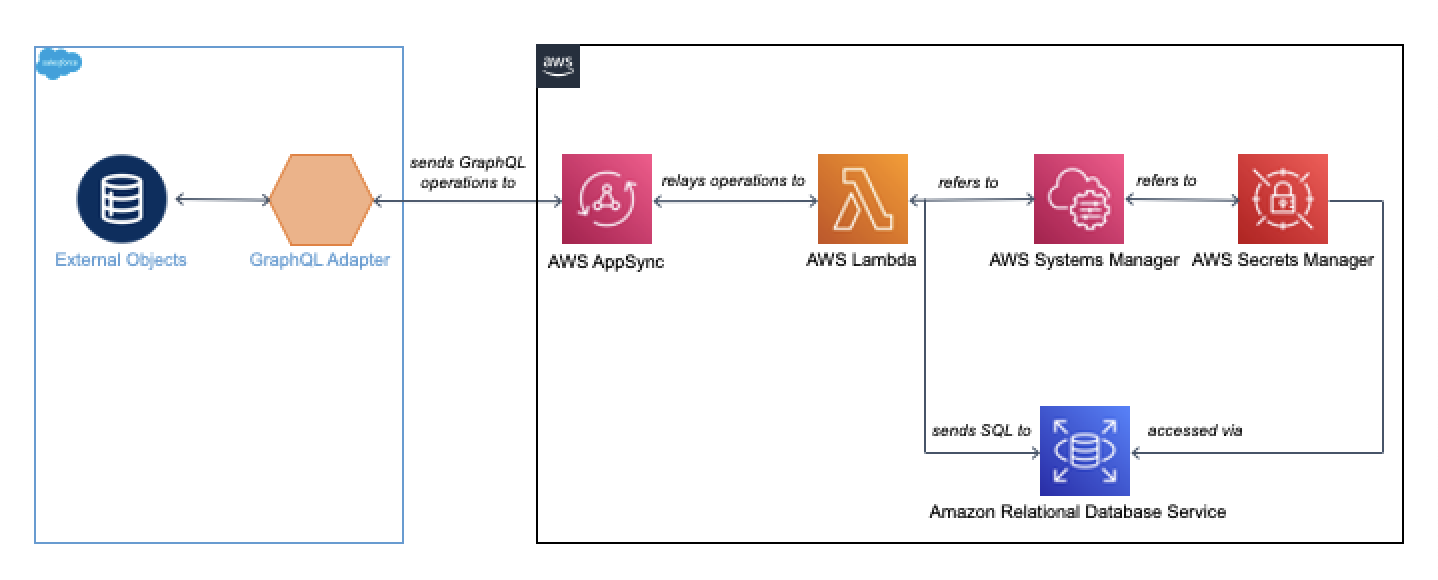 salesforce
aws
sends GraphQL
operations to
relays operations to
refers to
refers to
External Objects
GraphQL Adapter
AWS AppSync
AWS Lambda
AWS Systems Manager
AWS Secrets Manager
sends SQL to
accessed via
Amazon Relational Database Service